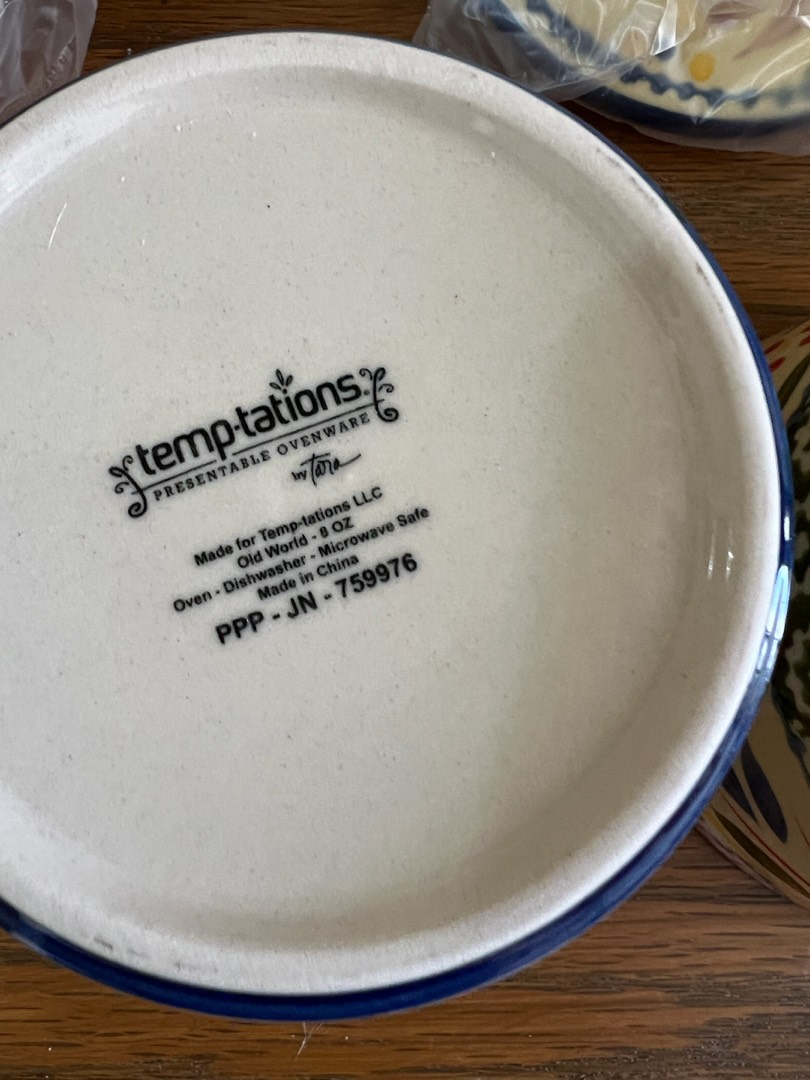 temp-tations
PRESENTABLE OVENWARE
by Tara
Made for Temp-tations LLC
Old World - 8 OZ
Oven - Dishwasher - Microwave Safe
Made in China
PPP - JN - 759976